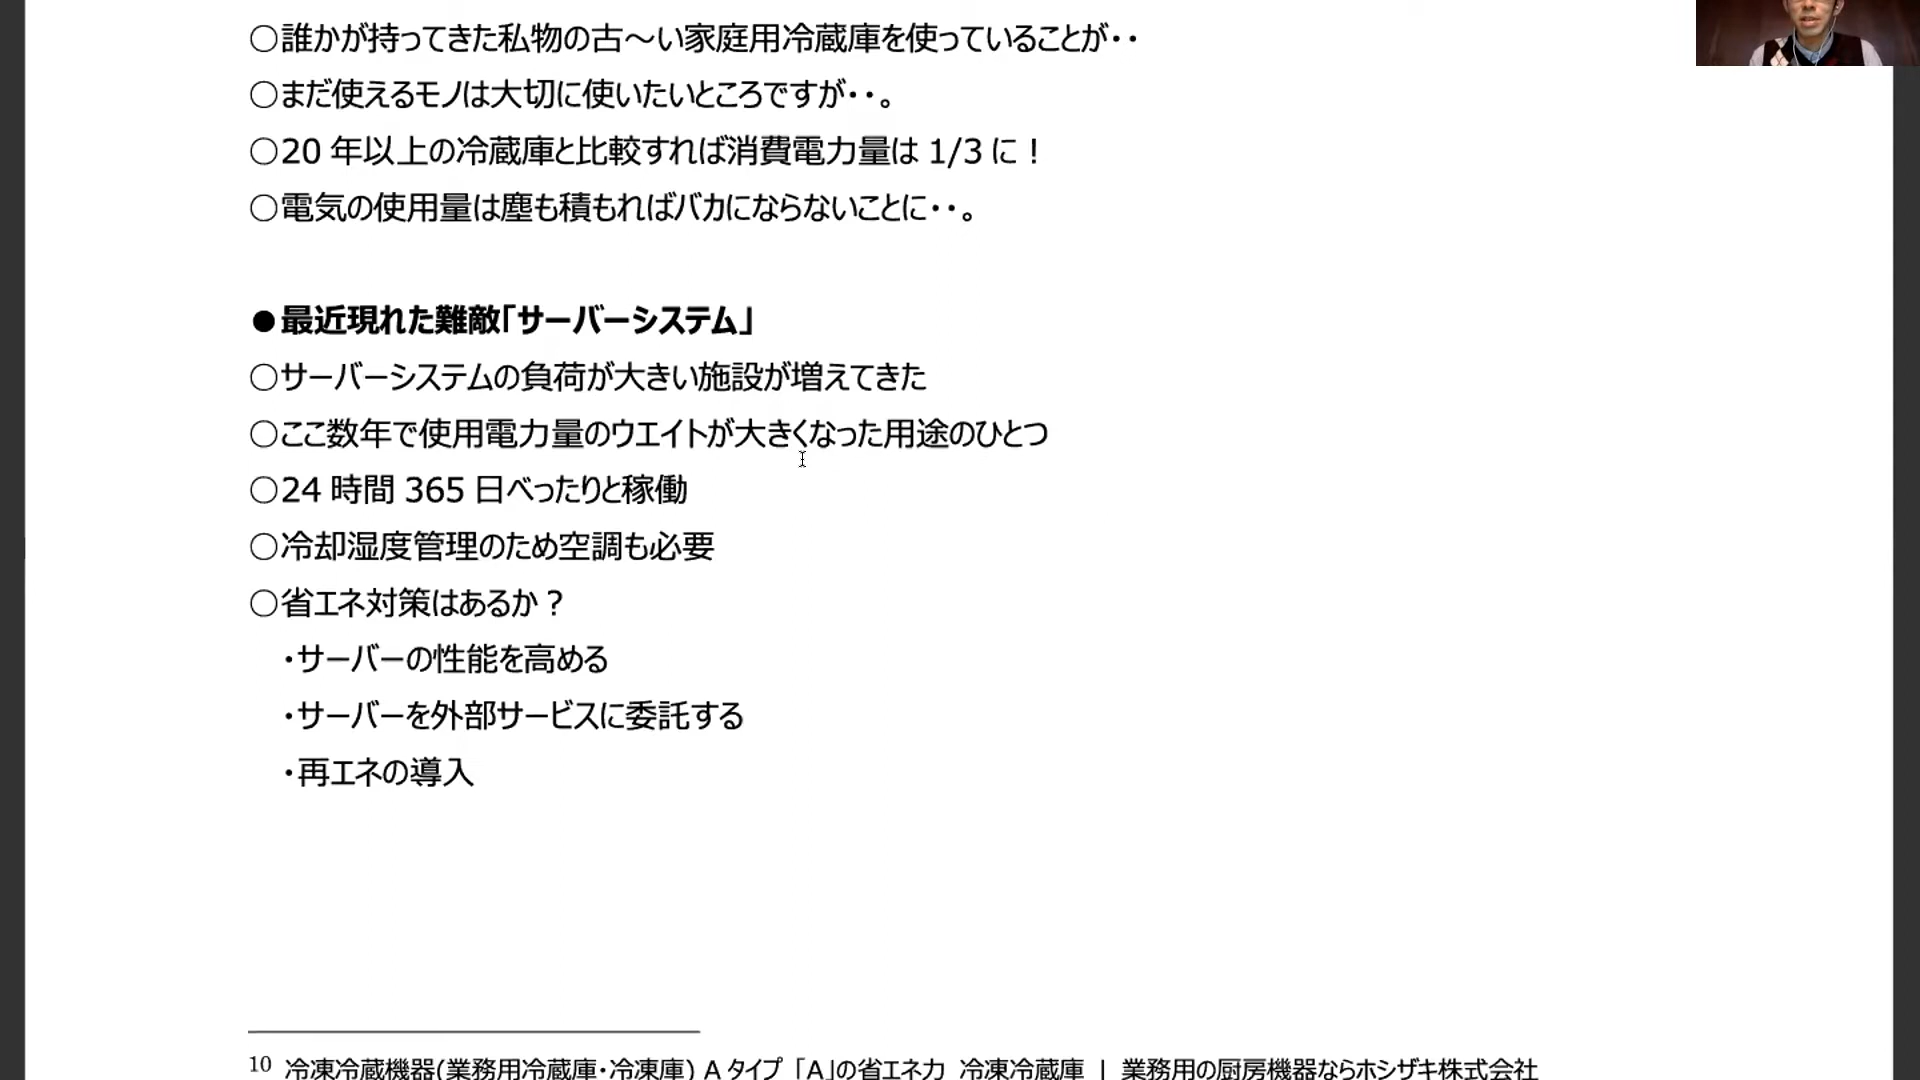 ○誰かが持ってきた私物の古～い家庭用冷蔵庫を使っていることが・・
○まだ使えるモノは大切に使いたいところですが・・。
○20 年以上の冷蔵庫と比較すれば消費電力量は 1/3 に！
○電気の使用量は塵も積もればバカにならないことに・・。
●最近現れた難敵「サーバーシステム」
○サーバーシステムの負荷が大きい施設が増えてきた
○ここ数年で使用電力量のウエイトが大きくなった用途のひとつ
○24 時間 365 日べったりと稼働
○冷却湿度管理のため空調も必要
○省エネ対策はあるか？
・サーバーの性能を高める
・サーバーを外部サービスに委託する
・再エネの導入
10 冷凍冷蔵機器(業務用冷蔵庫・冷凍庫) A タイプ 「A」の省エネ力 冷凍冷蔵庫 | 業務用の厨房機器ならホシザキ株式会社